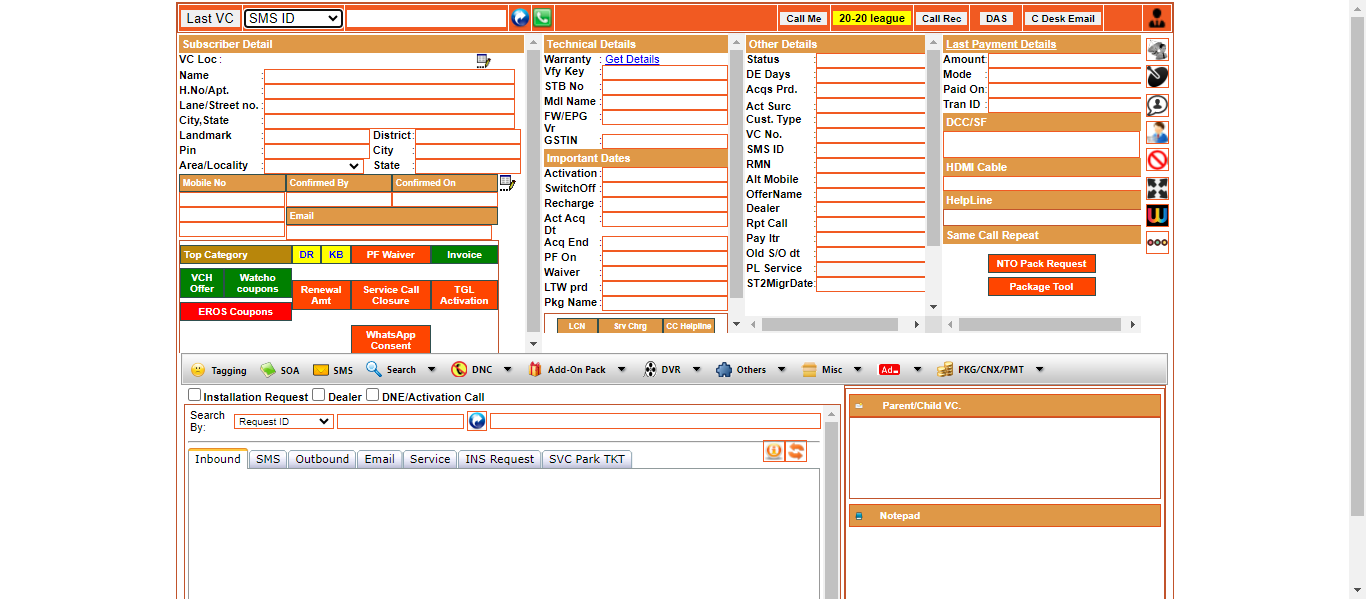 Last VC SMS ID Call Me 20-20 league Call Rec DAS C Desk Email
Subscriber Detail
VC Loc :
Name :
H.No/Apt. :
Lane/Street no. :
City,State :
Landmark : District :
Pin : City :
Area/Locality : State :
Mobile No Confirmed By Confirmed On
Email
Top Category DR KB PF Waiver Invoice
VCH Offer Watcho coupons Renewal Amt Service Call Closure TGL Activation
EROS Coupons
WhatsApp Consent
Technical Details
Warranty : Get Details
Vfy Key :
STB No :
Mdl Name :
FW/EPG Vr :
GSTIN :
Important Dates
Activation :
SwitchOff :
Recharge :
Act Acq Dt :
Acq End :
PF On :
Waiver :
LTW prd :
Pkg Name :
LCN Srv Chrg CC Helpline
Other Details
Status :
DE Days :
Acqs Prd. :
Act Surc :
Cust. Type :
VC No. :
SMS ID :
RMN :
Alt Mobile :
OfferName :
Dealer :
Rpt Call :
Pay Itr :
Old S/O dt :
PL Service :
ST2MigrDate:
Last Payment Details
Amount:
Mode :
Paid On:
Tran ID :
DCC/SF
HDMI Cable
HelpLine
Same Call Repeat
NTO Pack Request
Package Tool
Tagging SOA SMS Search DNC Add-On Pack DVR Others Misc Ad PKG/CNX/PMT
Installation Request Dealer DNE/Activation Call
Search By: Request ID
Inbound SMS Outbound Email Service INS Request SVC Park TKT
Parent/Child VC.
Notepad